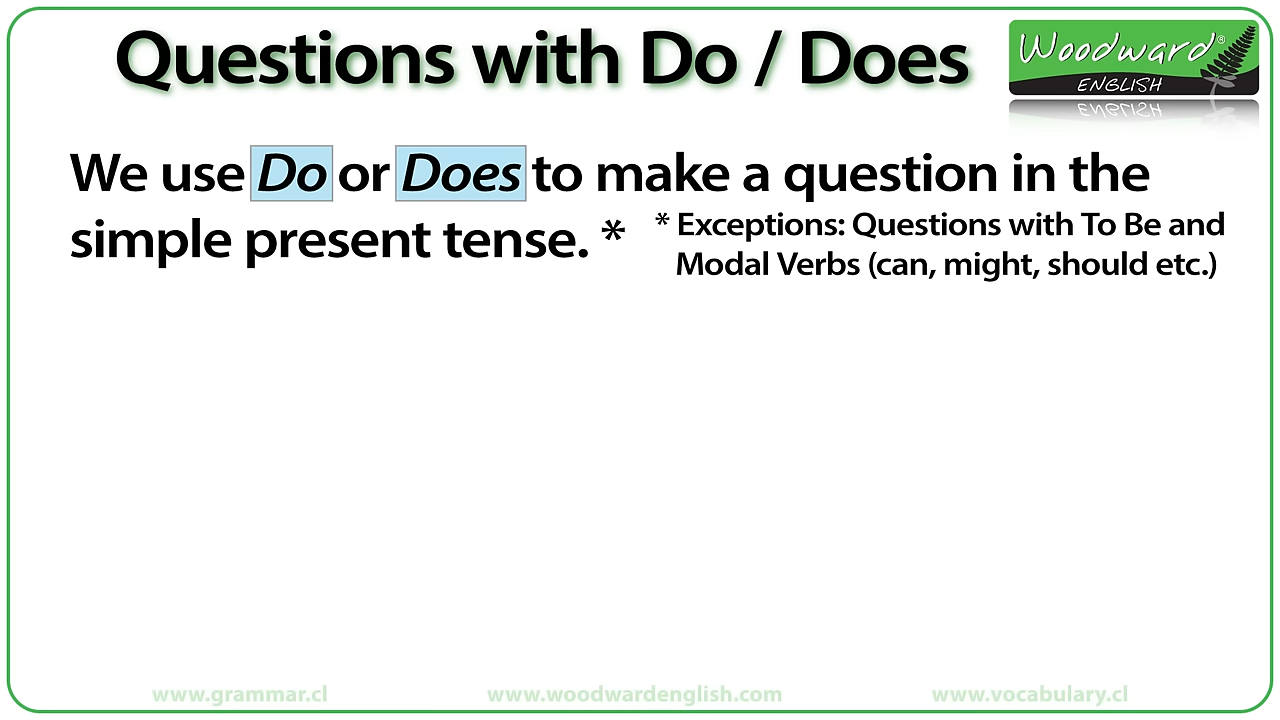 Questions with Do / Does
Woodward®
ENGLISH
We use Do or Does to make a question in the
simple present tense. *
* Exceptions: Questions with To Be and
Modal Verbs (can, might, should etc.)
www.grammar.cl
www.woodwardenglish.com
www.vocabulary.cl